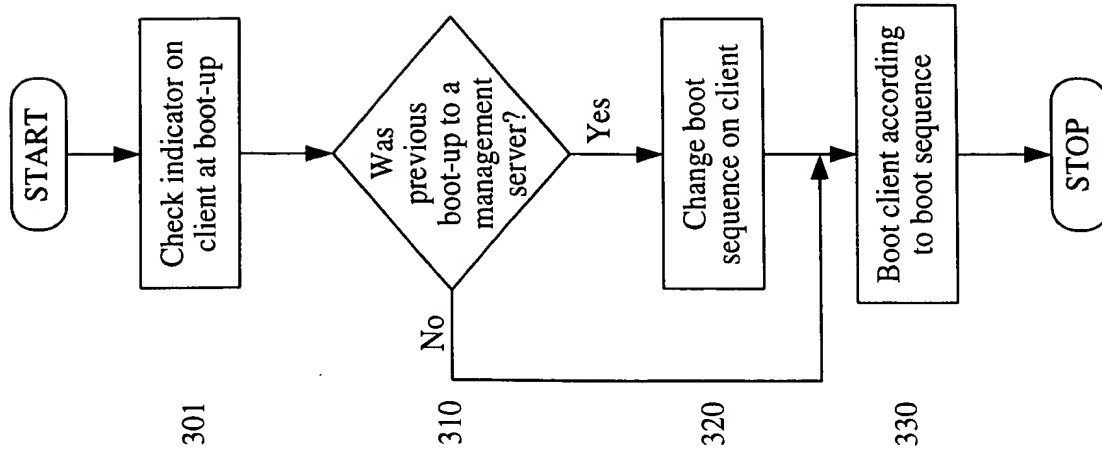 START
301
Check indicator on
client at boot-up
310
Was
previous
boot-up to a
management
server?
No
Yes
320
Change boot
sequence on client
330
Boot client according
to boot sequence
STOP